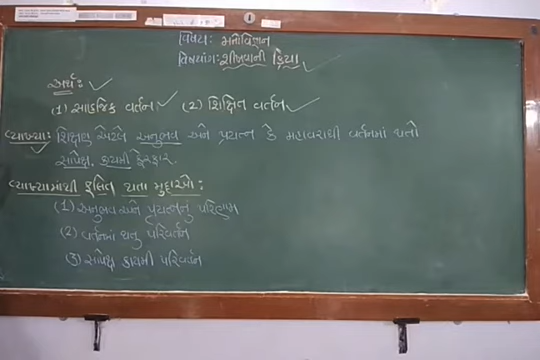 વિષય: મનોવિજ્ઞાન
વિષયાંગ: શીખવાની ક્રિયા
અર્થ:
(1) સાહજિક વર્તન (2) શિક્ષિત વર્તન
વ્યાખ્યા: શિક્ષણ એટલે અનુભવ અને પ્રયત્ન કે મહાવરાથી વર્તનમાં થતો
સાપેક્ષ કાયમી ફેરફાર.
વ્યાખ્યામાંથી ફલિત થતા મુદ્દાઓ:
(1) અનુભવ અને પ્રયત્નનું પરિણામ
(2) વર્તનમાં થતુ પરિવર્તન
(3) સાપેક્ષ કાયમી પરિવર્તન